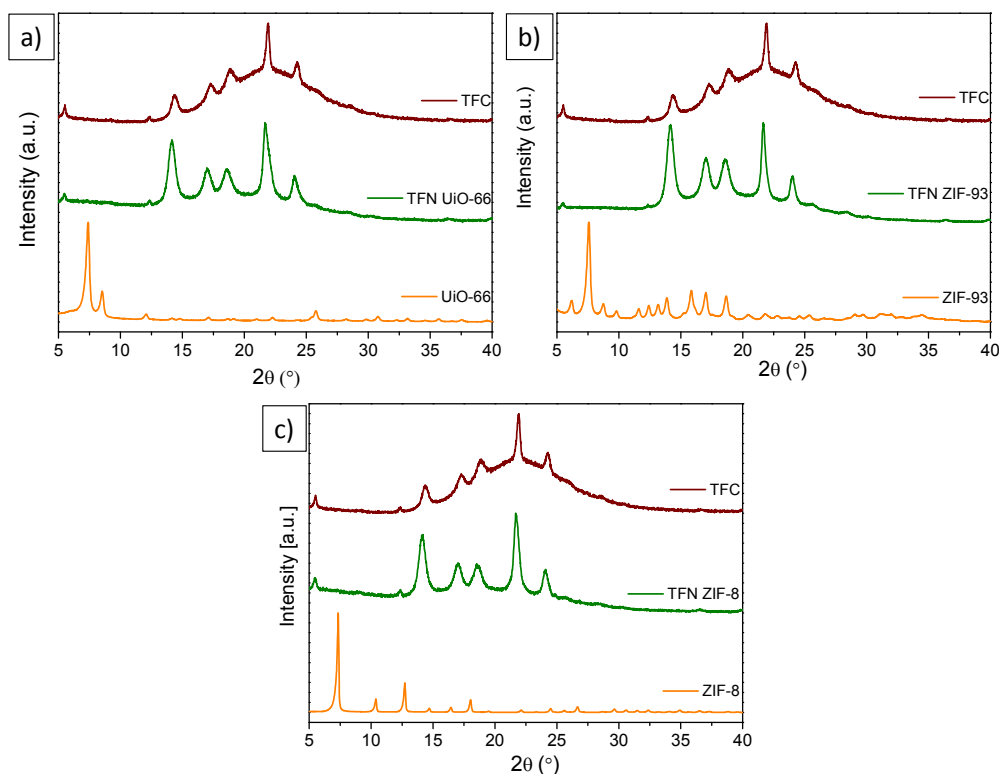 a)
Intensity (a.u.)
TFC
TFN UiO-66
UiO-66
5 10 15 20 25 30 35 40
2θ (°)
b)
Intensity (a.u.)
TFC
TFN ZIF-93
ZIF-93
5 10 15 20 25 30 35 40
2θ (°)
c)
Intensity [a.u.]
TFC
TFN ZIF-8
ZIF-8
5 10 15 20 25 30 35 40
2θ (°)